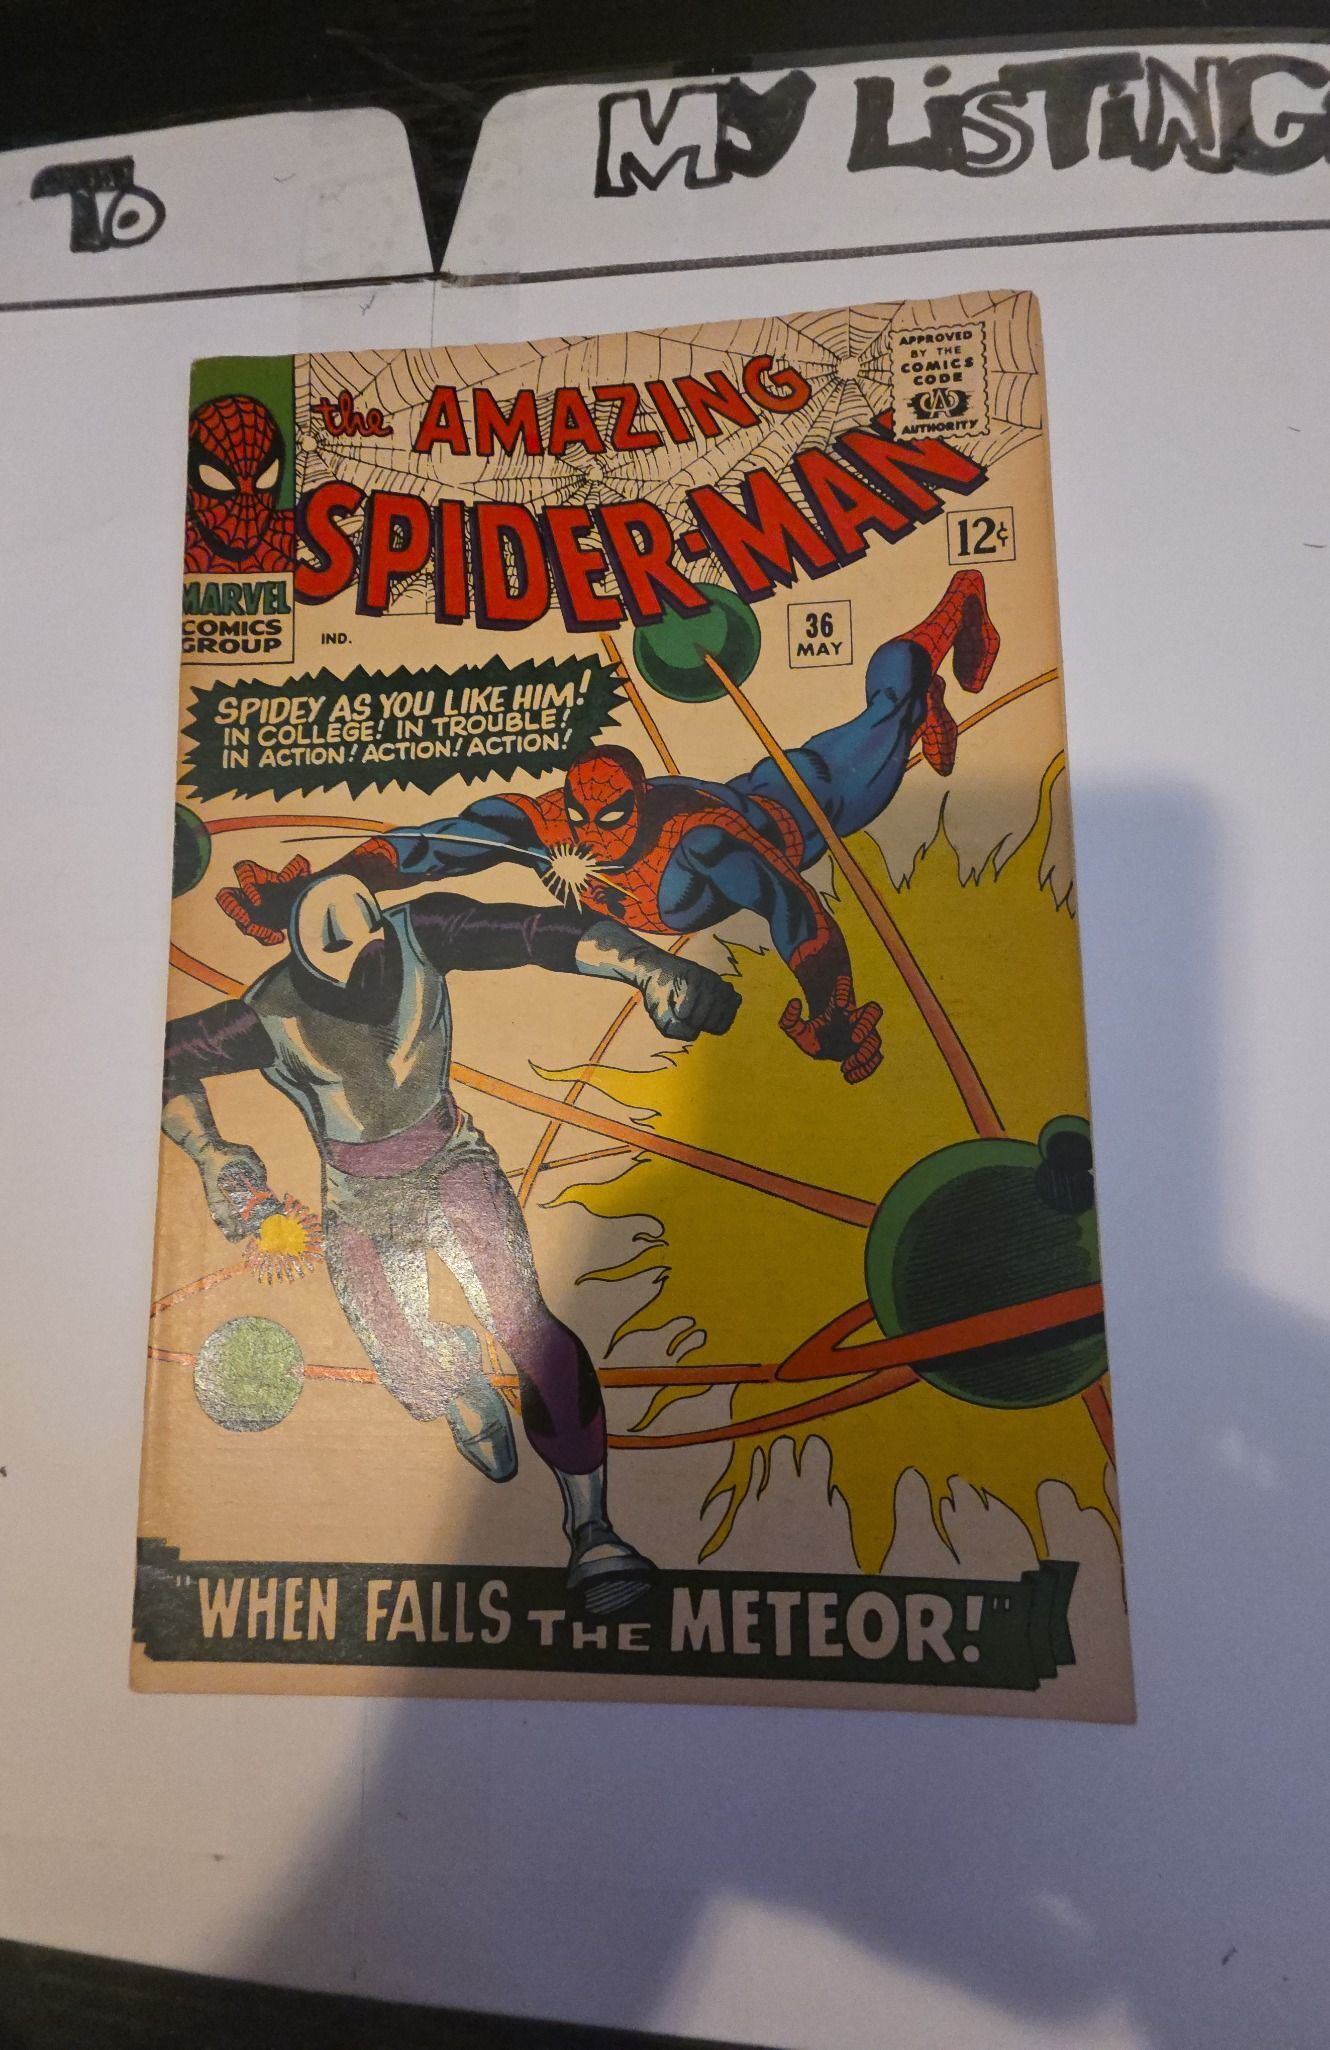 TO
MY LISTING
the AMAZING
SPIDER-MAN
APPROVED
BY THE
COMICS
CODE
CA
AUTHORITY
12¢
MARVEL
COMICS
GROUP
IND.
36
MAY
SPIDEY AS YOU LIKE HIM!
IN COLLEGE! IN TROUBLE!
IN ACTION! ACTION! ACTION!
"WHEN FALLS THE METEOR!"